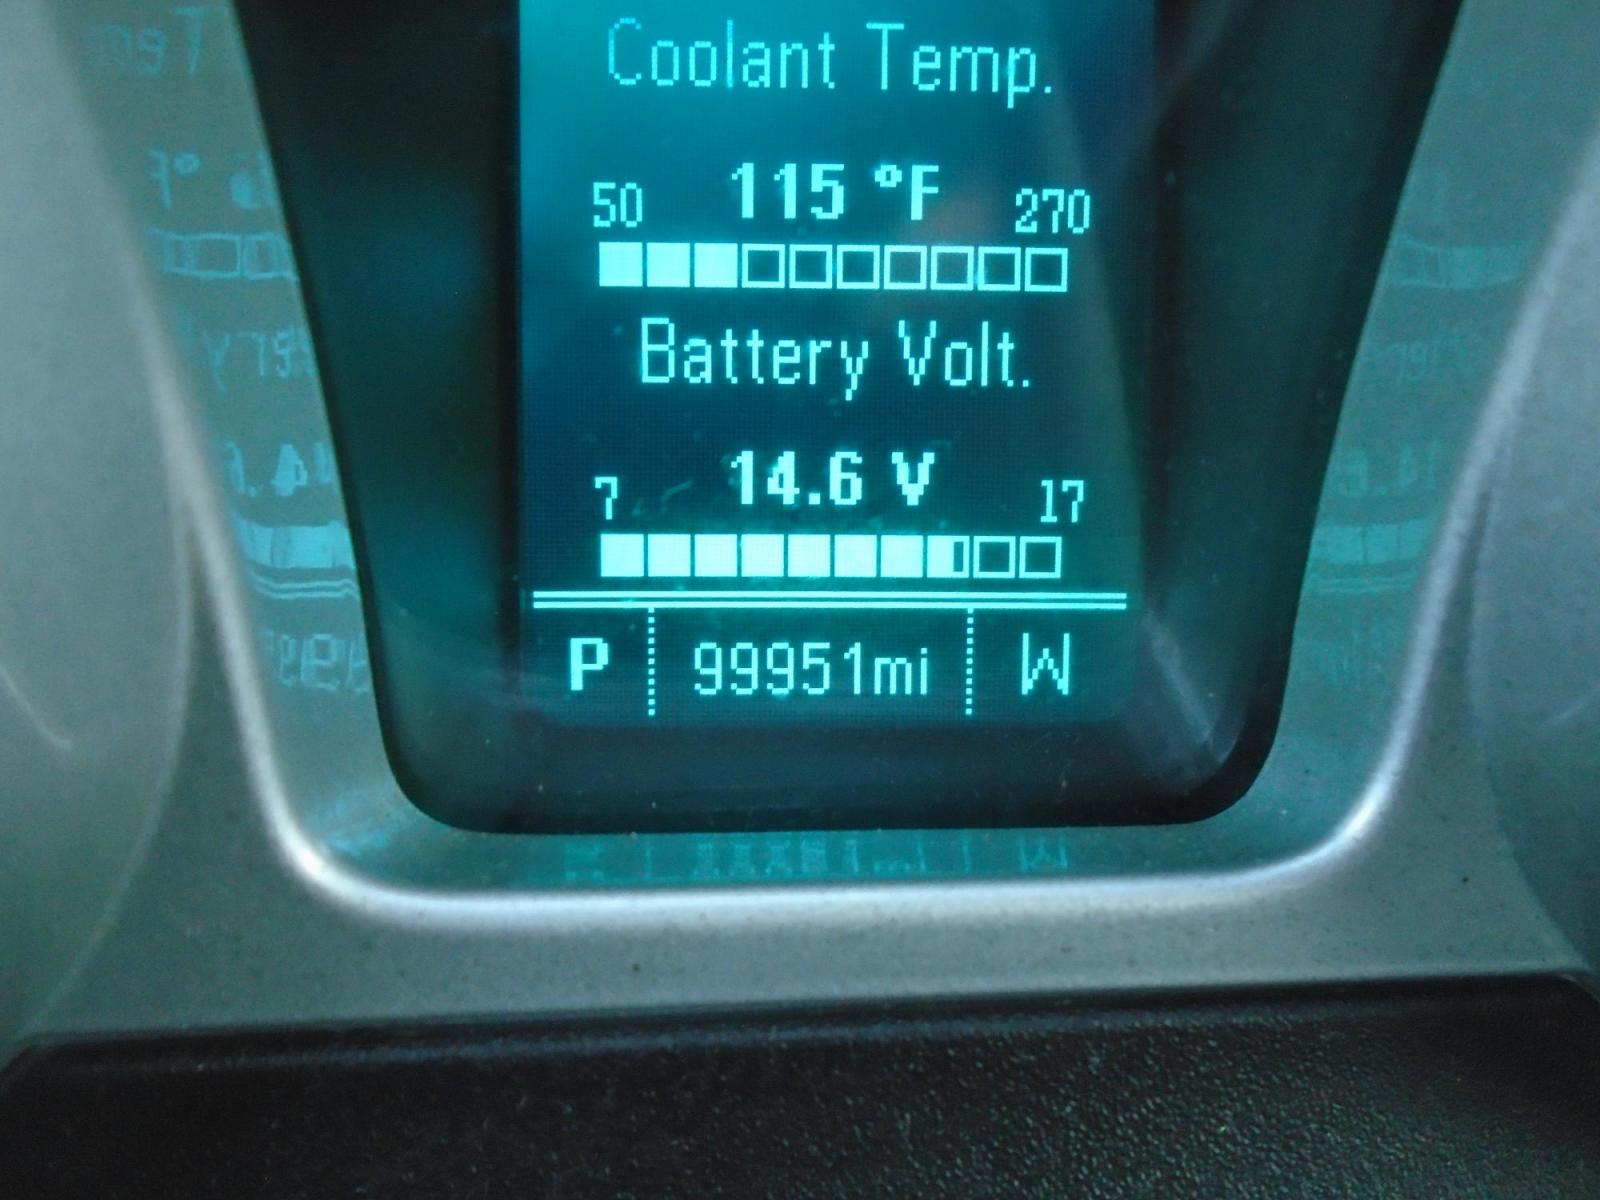 Coolant Temp.
50 115 °F 270
Battery Volt.
7 14.6 V 17
P 99951mi W